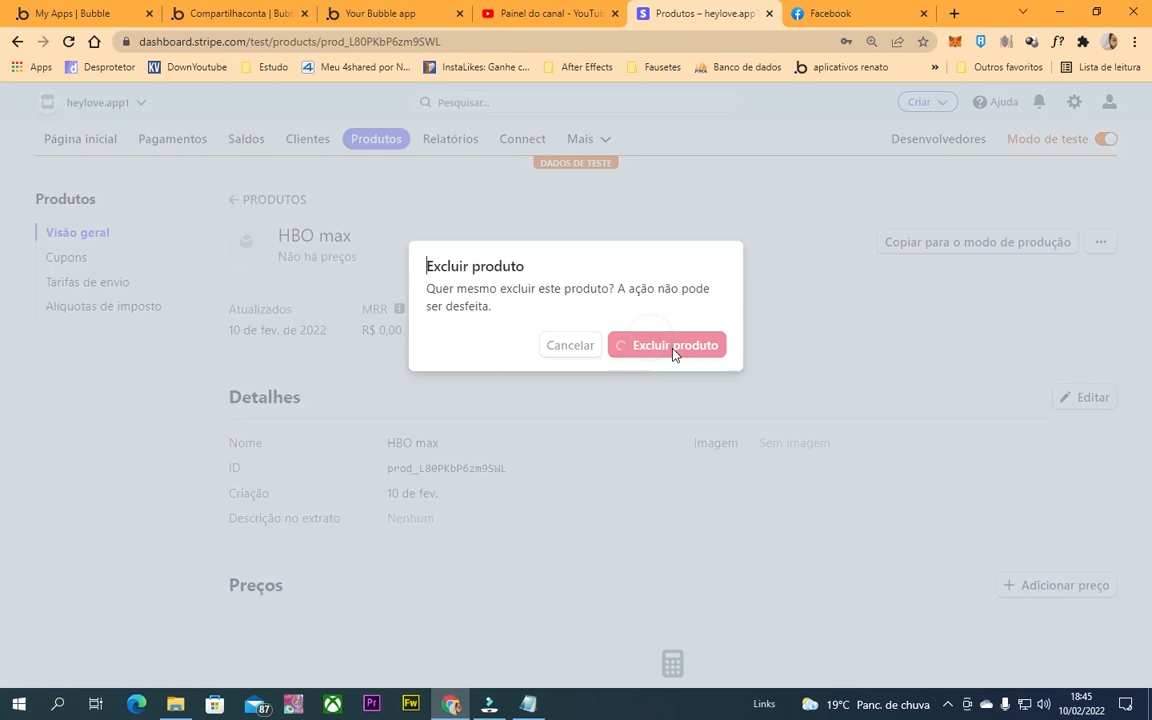 My Apps | Bubble
Compartilhaconta | Bubb
Your Bubble app
Painel do canal - YouTu
Produtos – heylove.app
Facebook
dashboard.stripe.com/test/products/prod_L80PKbP6zm9SWL
Apps
Desprotetor
DownYoutube
Estudo
Meu 4shared por N...
InstaLikes: Ganhe c...
After Effects
Fausetes
Banco de dados
aplicativos renato
»
Outros favoritos
Lista de leitura
heylove.app1
Pesquisar...
Criar
Ajuda
Página inicial
Pagamentos
Saldos
Clientes
Produtos
Relatórios
Connect
Mais
Desenvolvedores
Modo de teste
DADOS DE TESTE
Produtos
Visão geral
Cupons
Tarifas de envio
Alíquotas de imposto
← PRODUTOS
HBO max
Não há preços
Copiar para o modo de produção
...
Atualizados
10 de fev. de 2022
MRR
R$ 0,00
Excluir produto
Quer mesmo excluir este produto? A ação não pode
ser desfeita.
Cancelar
Excluir produto
Detalhes
Editar
Nome
HBO max
ID
prod_L80PKbP6zm9SWL
Criação
10 de fev.
Descrição no extrato
Nenhum
Imagem
Sem imagem
Preços
+ Adicionar preço
87
Pr
Fw
Links
19°C Panc. de chuva
18:45
10/02/2022